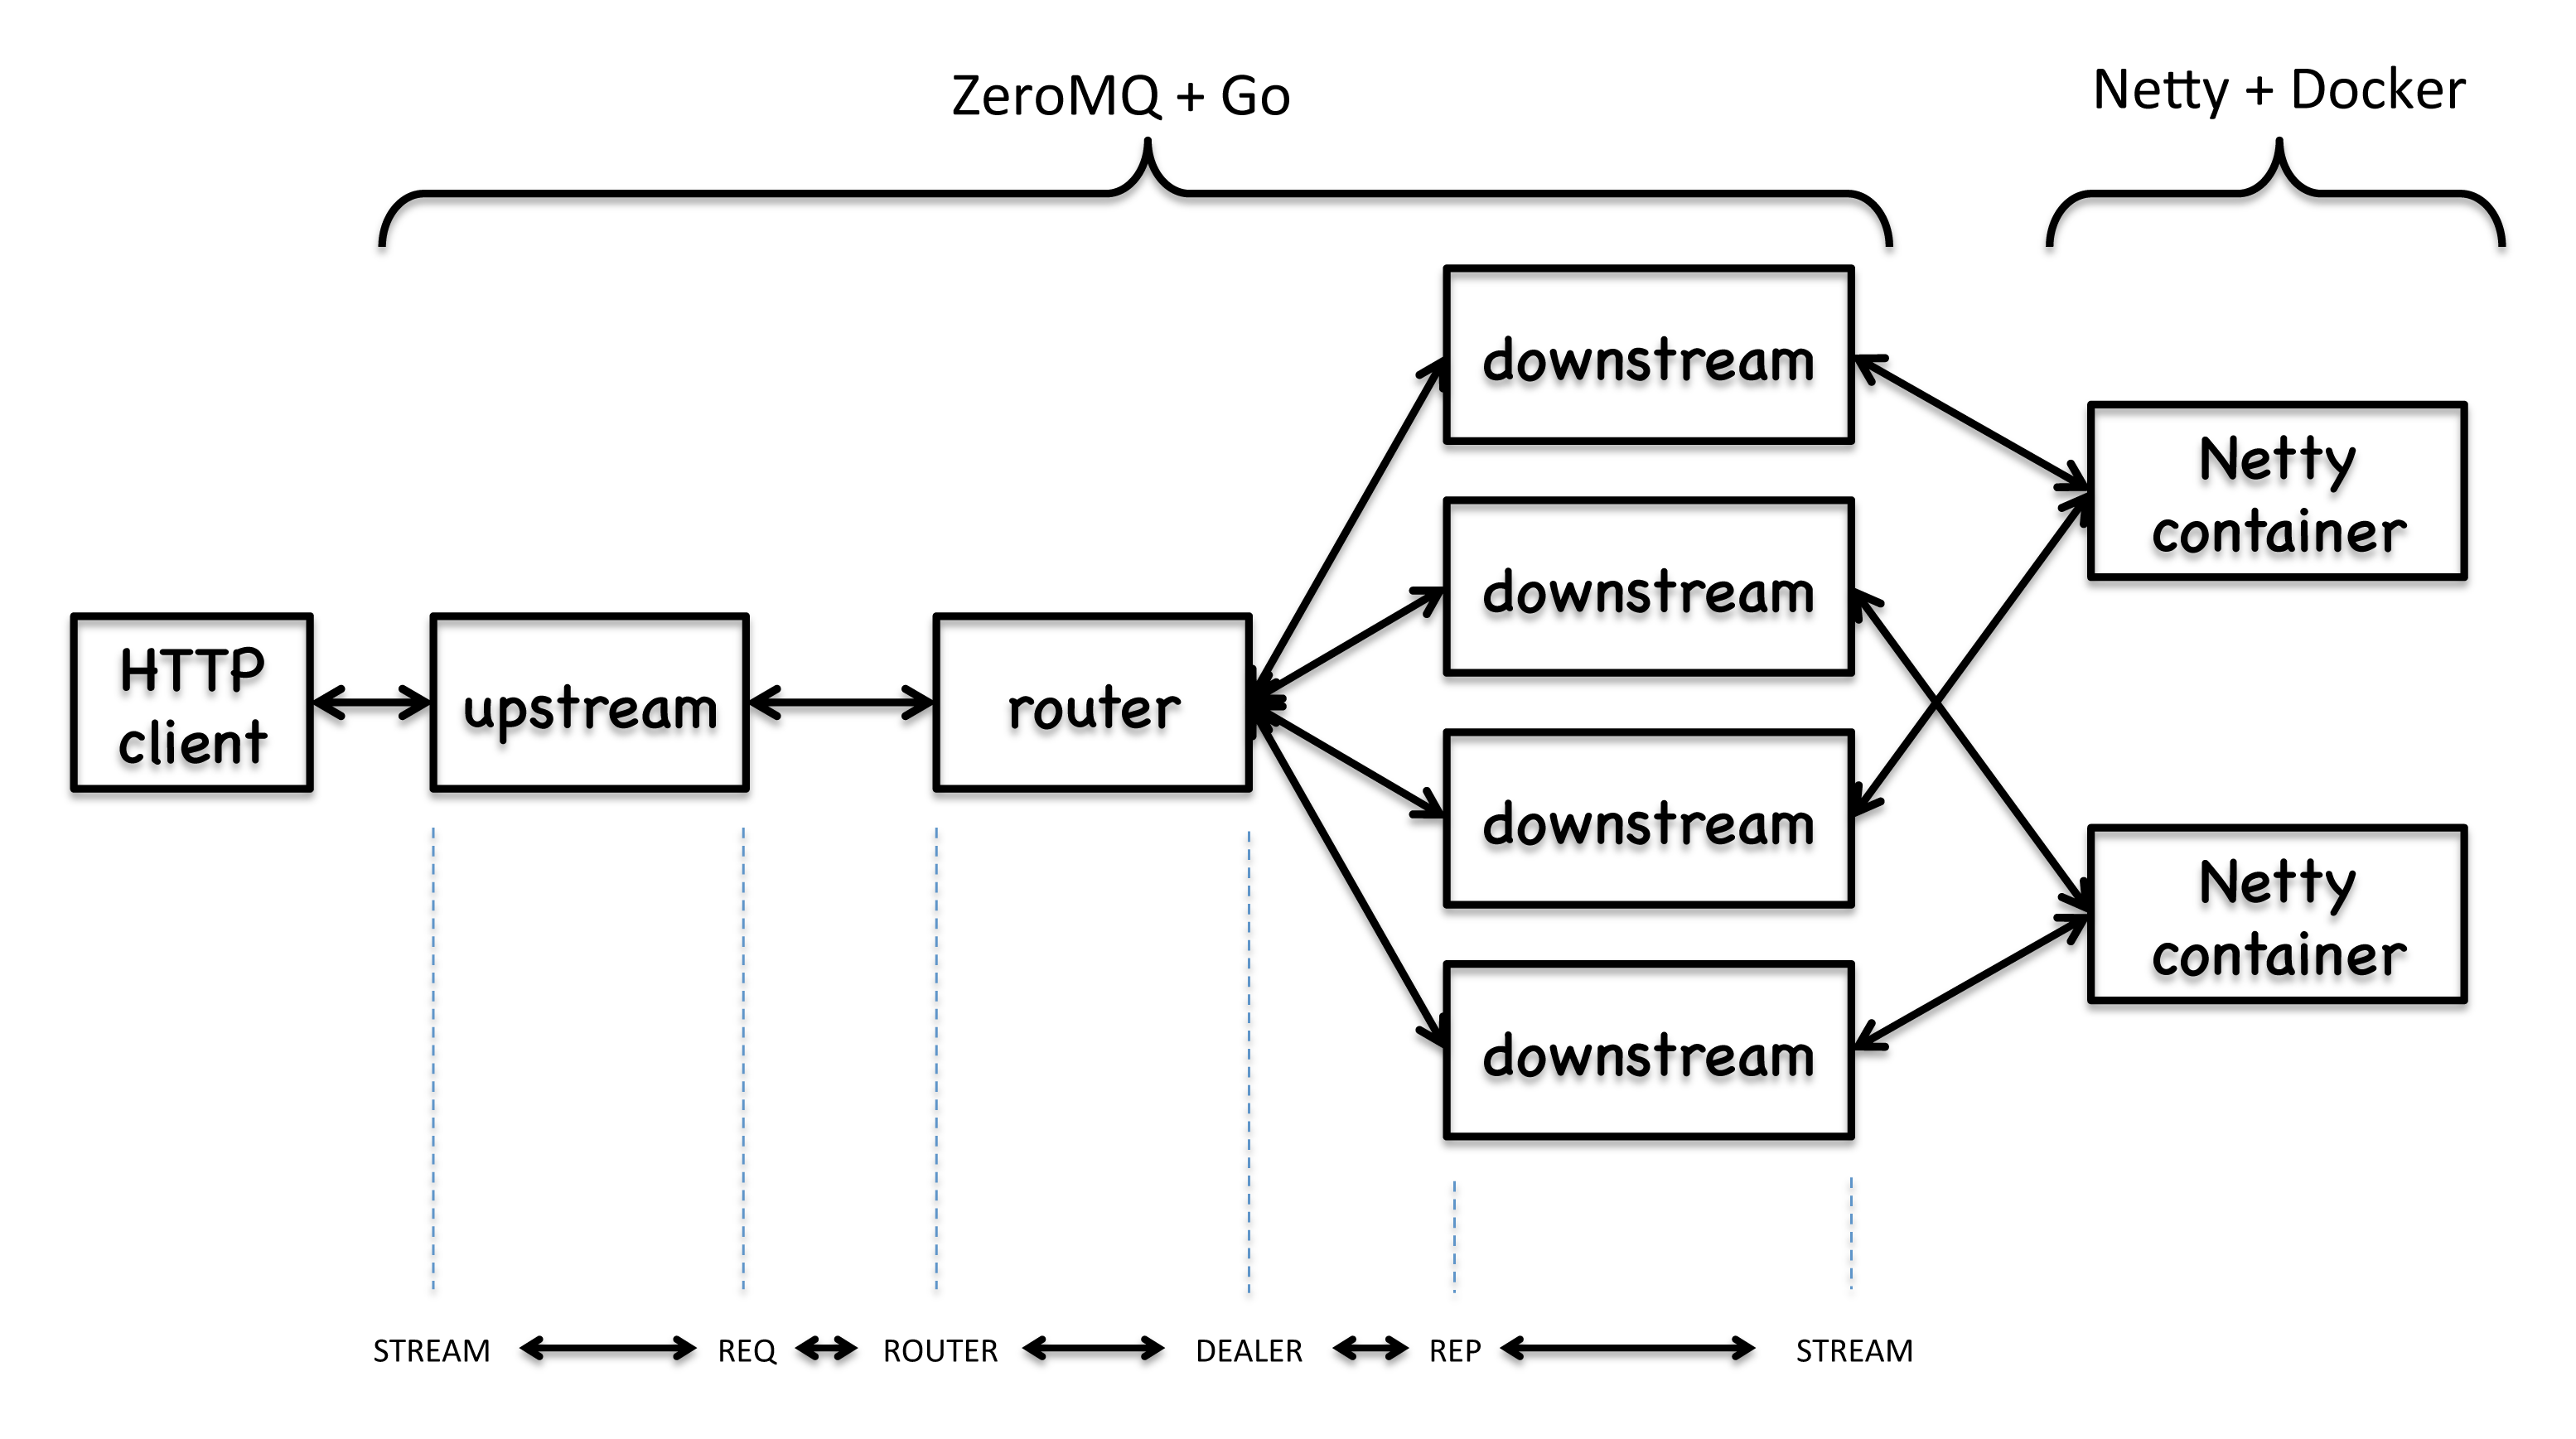 ZeroMQ + Go
Netty + Docker
HTTP
client
upstream
router
downstream
downstream
downstream
downstream
Netty
container
Netty
container
STREAM
REQ
ROUTER
DEALER
REP
STREAM